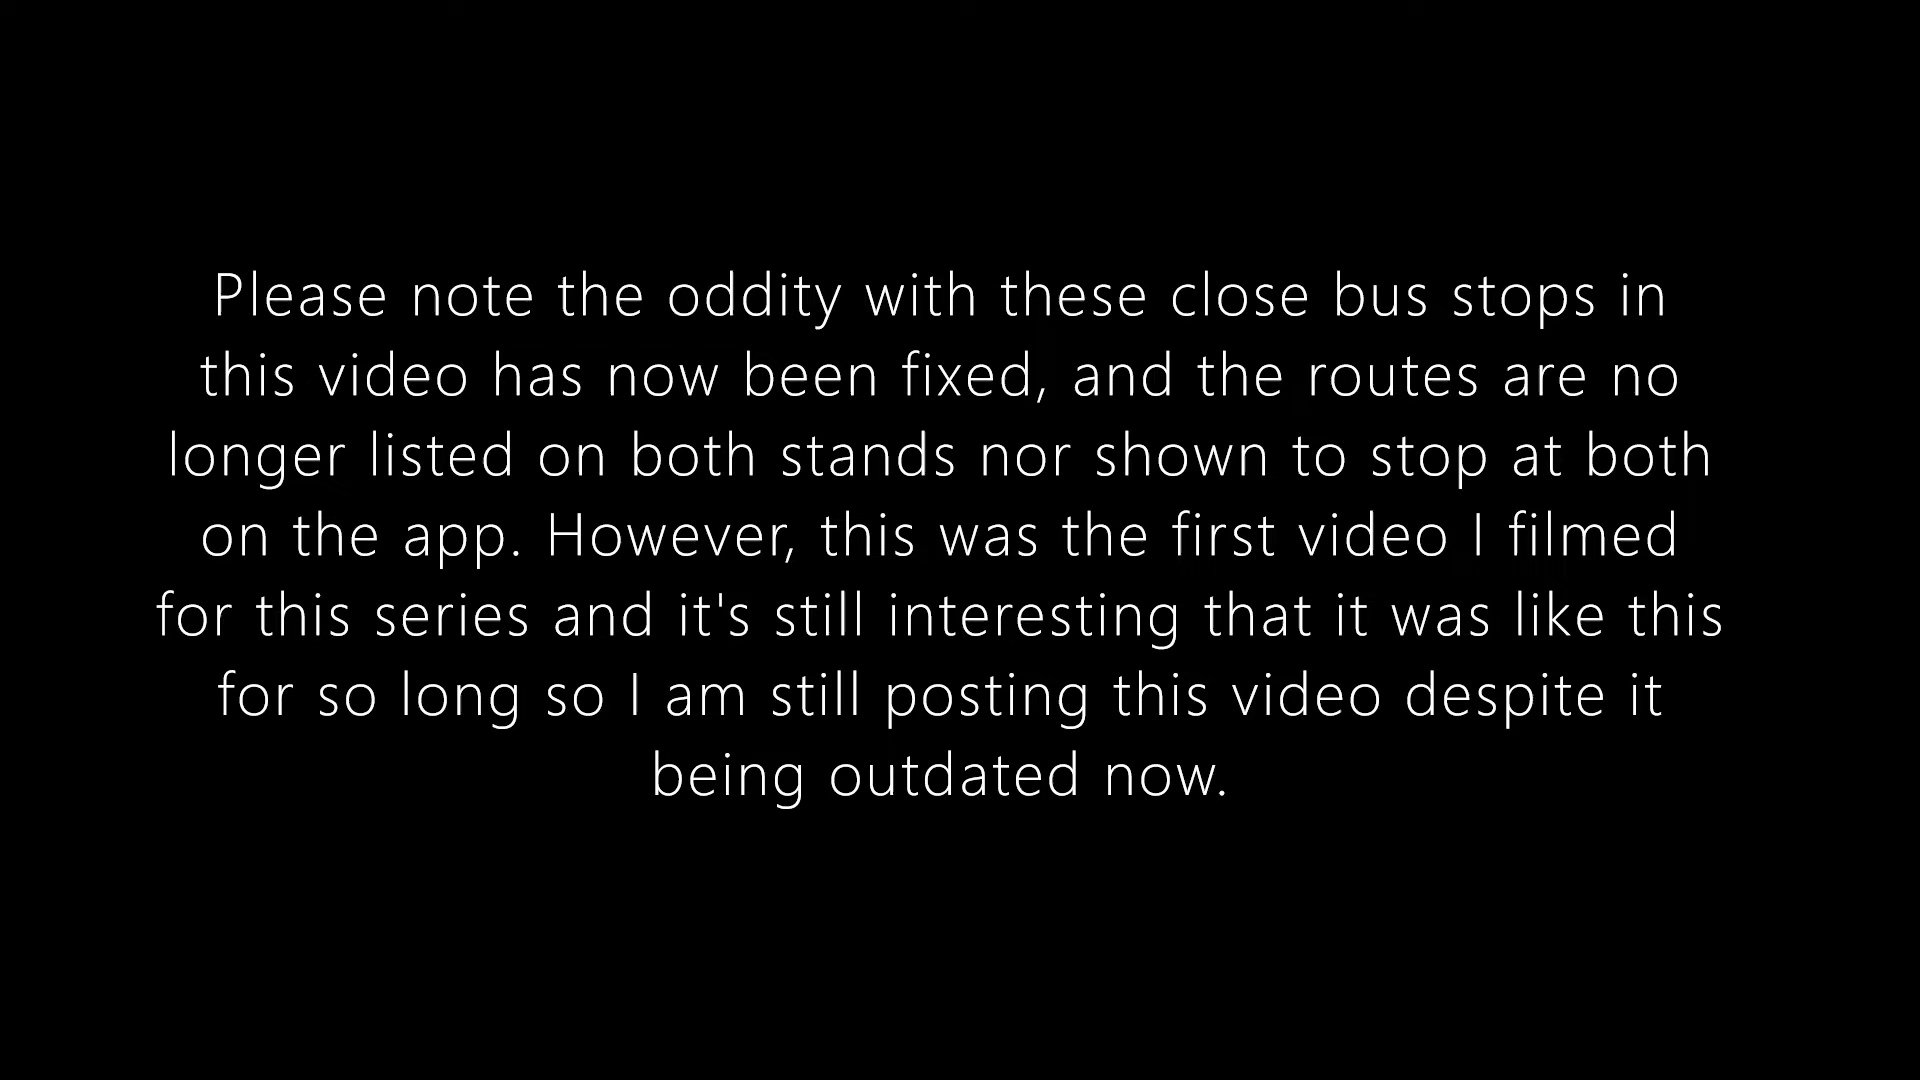 Please note the oddity with these close bus stops in
this video has now been fixed, and the routes are no
longer listed on both stands nor shown to stop at both
on the app. However, this was the first video I filmed
for this series and it's still interesting that it was like this
for so long so I am still posting this video despite it
being outdated now.